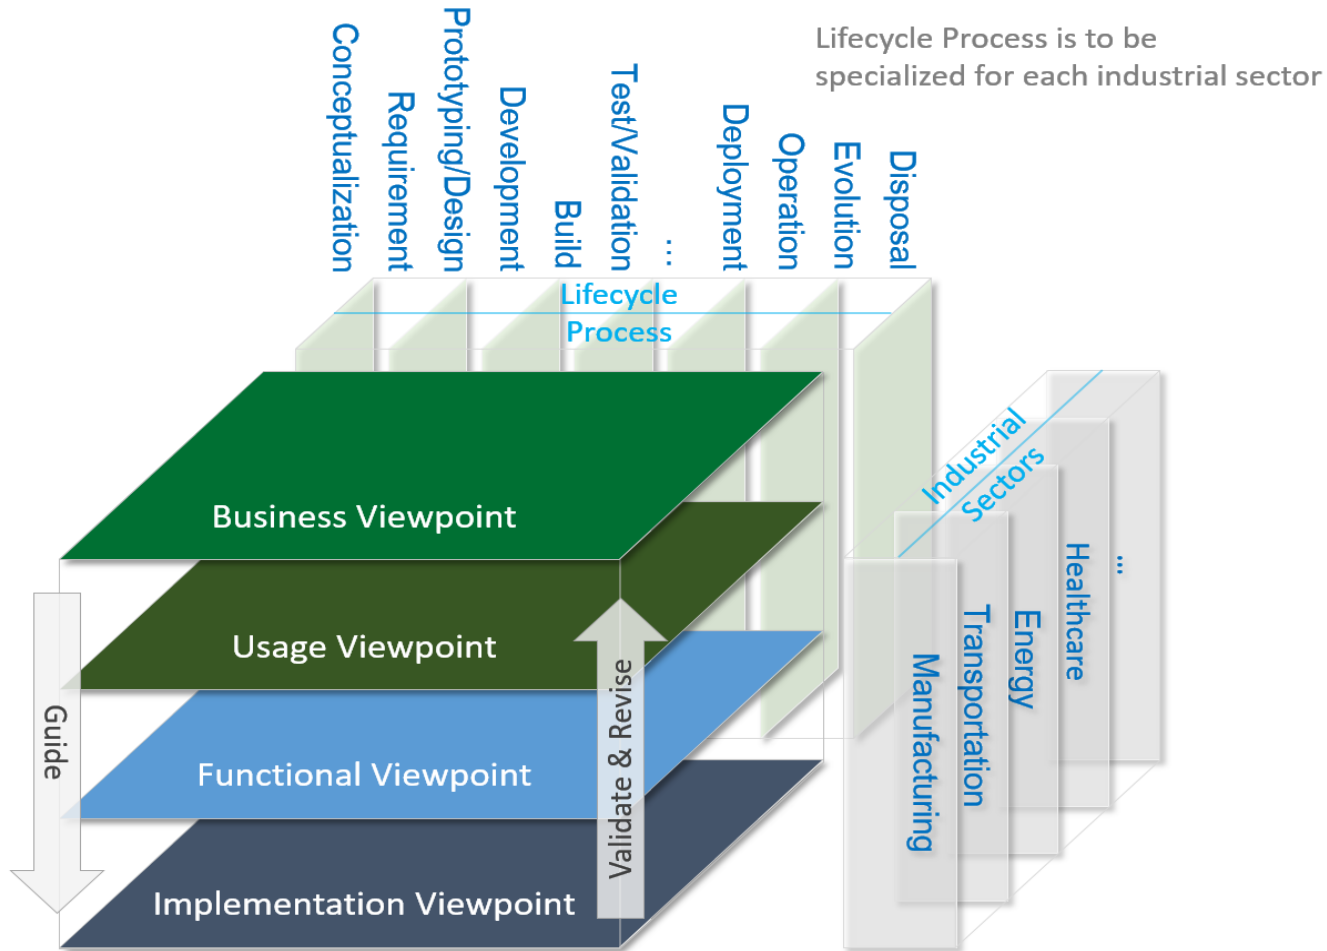 Lifecycle Process is to be
specialized for each industrial sector
Conceptualization
Requirement
Prototyping/Design
Development
Build
Test/Validation
...
Deployment
Operation
Evolution
Disposal
Lifecycle
Process
Business Viewpoint
Usage Viewpoint
Functional Viewpoint
Implementation Viewpoint
Guide
Validate & Revise
Industrial
Sectors
Manufacturing
Transportation
Energy
Healthcare
...